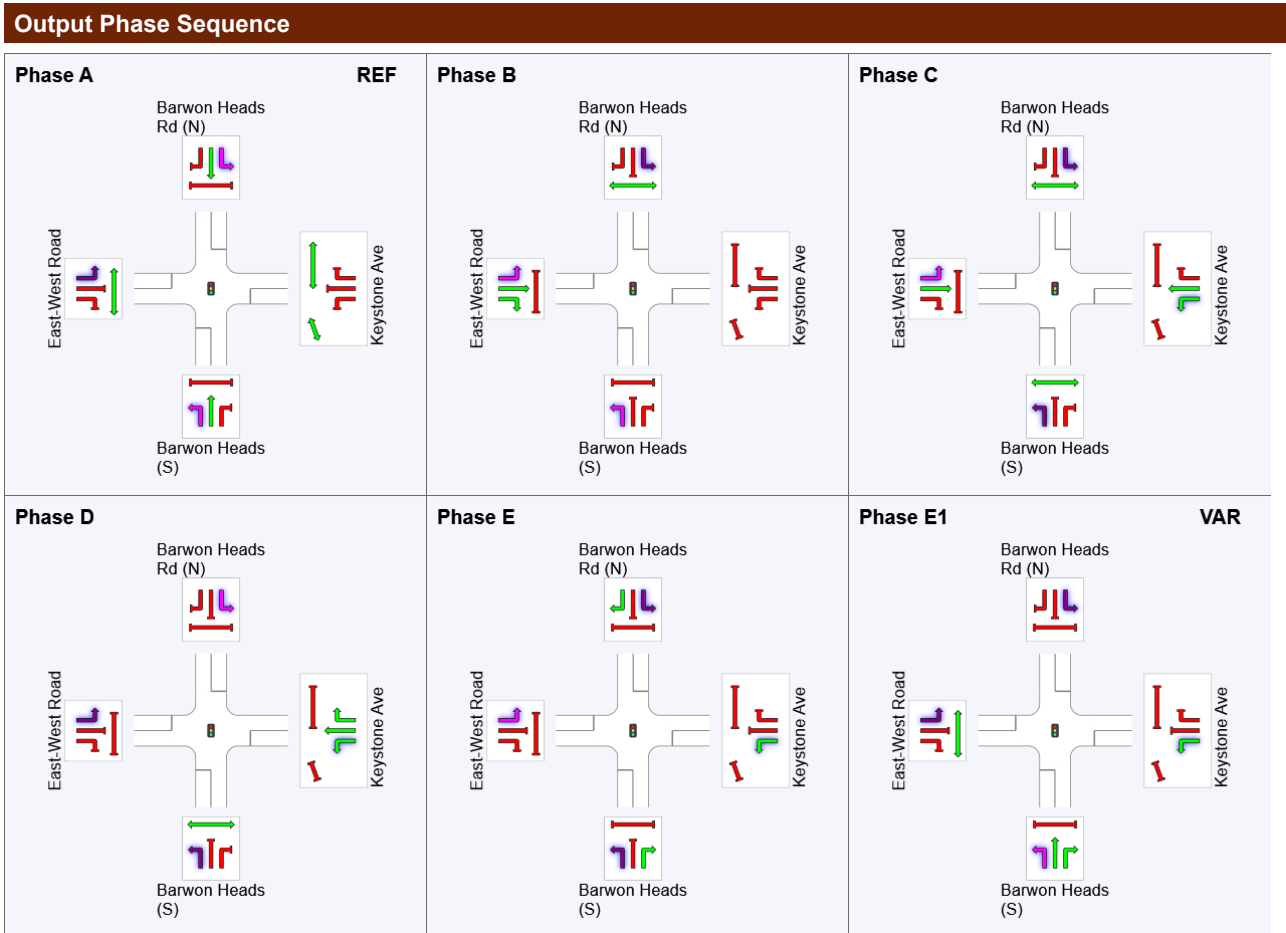 Output Phase Sequence
Phase A
REF
Barwon Heads
Rd (N)
East-West Road
Keystone Ave
Barwon Heads
(S)
Phase B
Barwon Heads
Rd (N)
East-West Road
Keystone Ave
Barwon Heads
(S)
Phase C
Barwon Heads
Rd (N)
East-West Road
Keystone Ave
Barwon Heads
(S)
Phase D
Barwon Heads
Rd (N)
East-West Road
Keystone Ave
Barwon Heads
(S)
Phase E
Barwon Heads
Rd (N)
East-West Road
Keystone Ave
Barwon Heads
(S)
Phase E1
VAR
Barwon Heads
Rd (N)
East-West Road
Keystone Ave
Barwon Heads
(S)